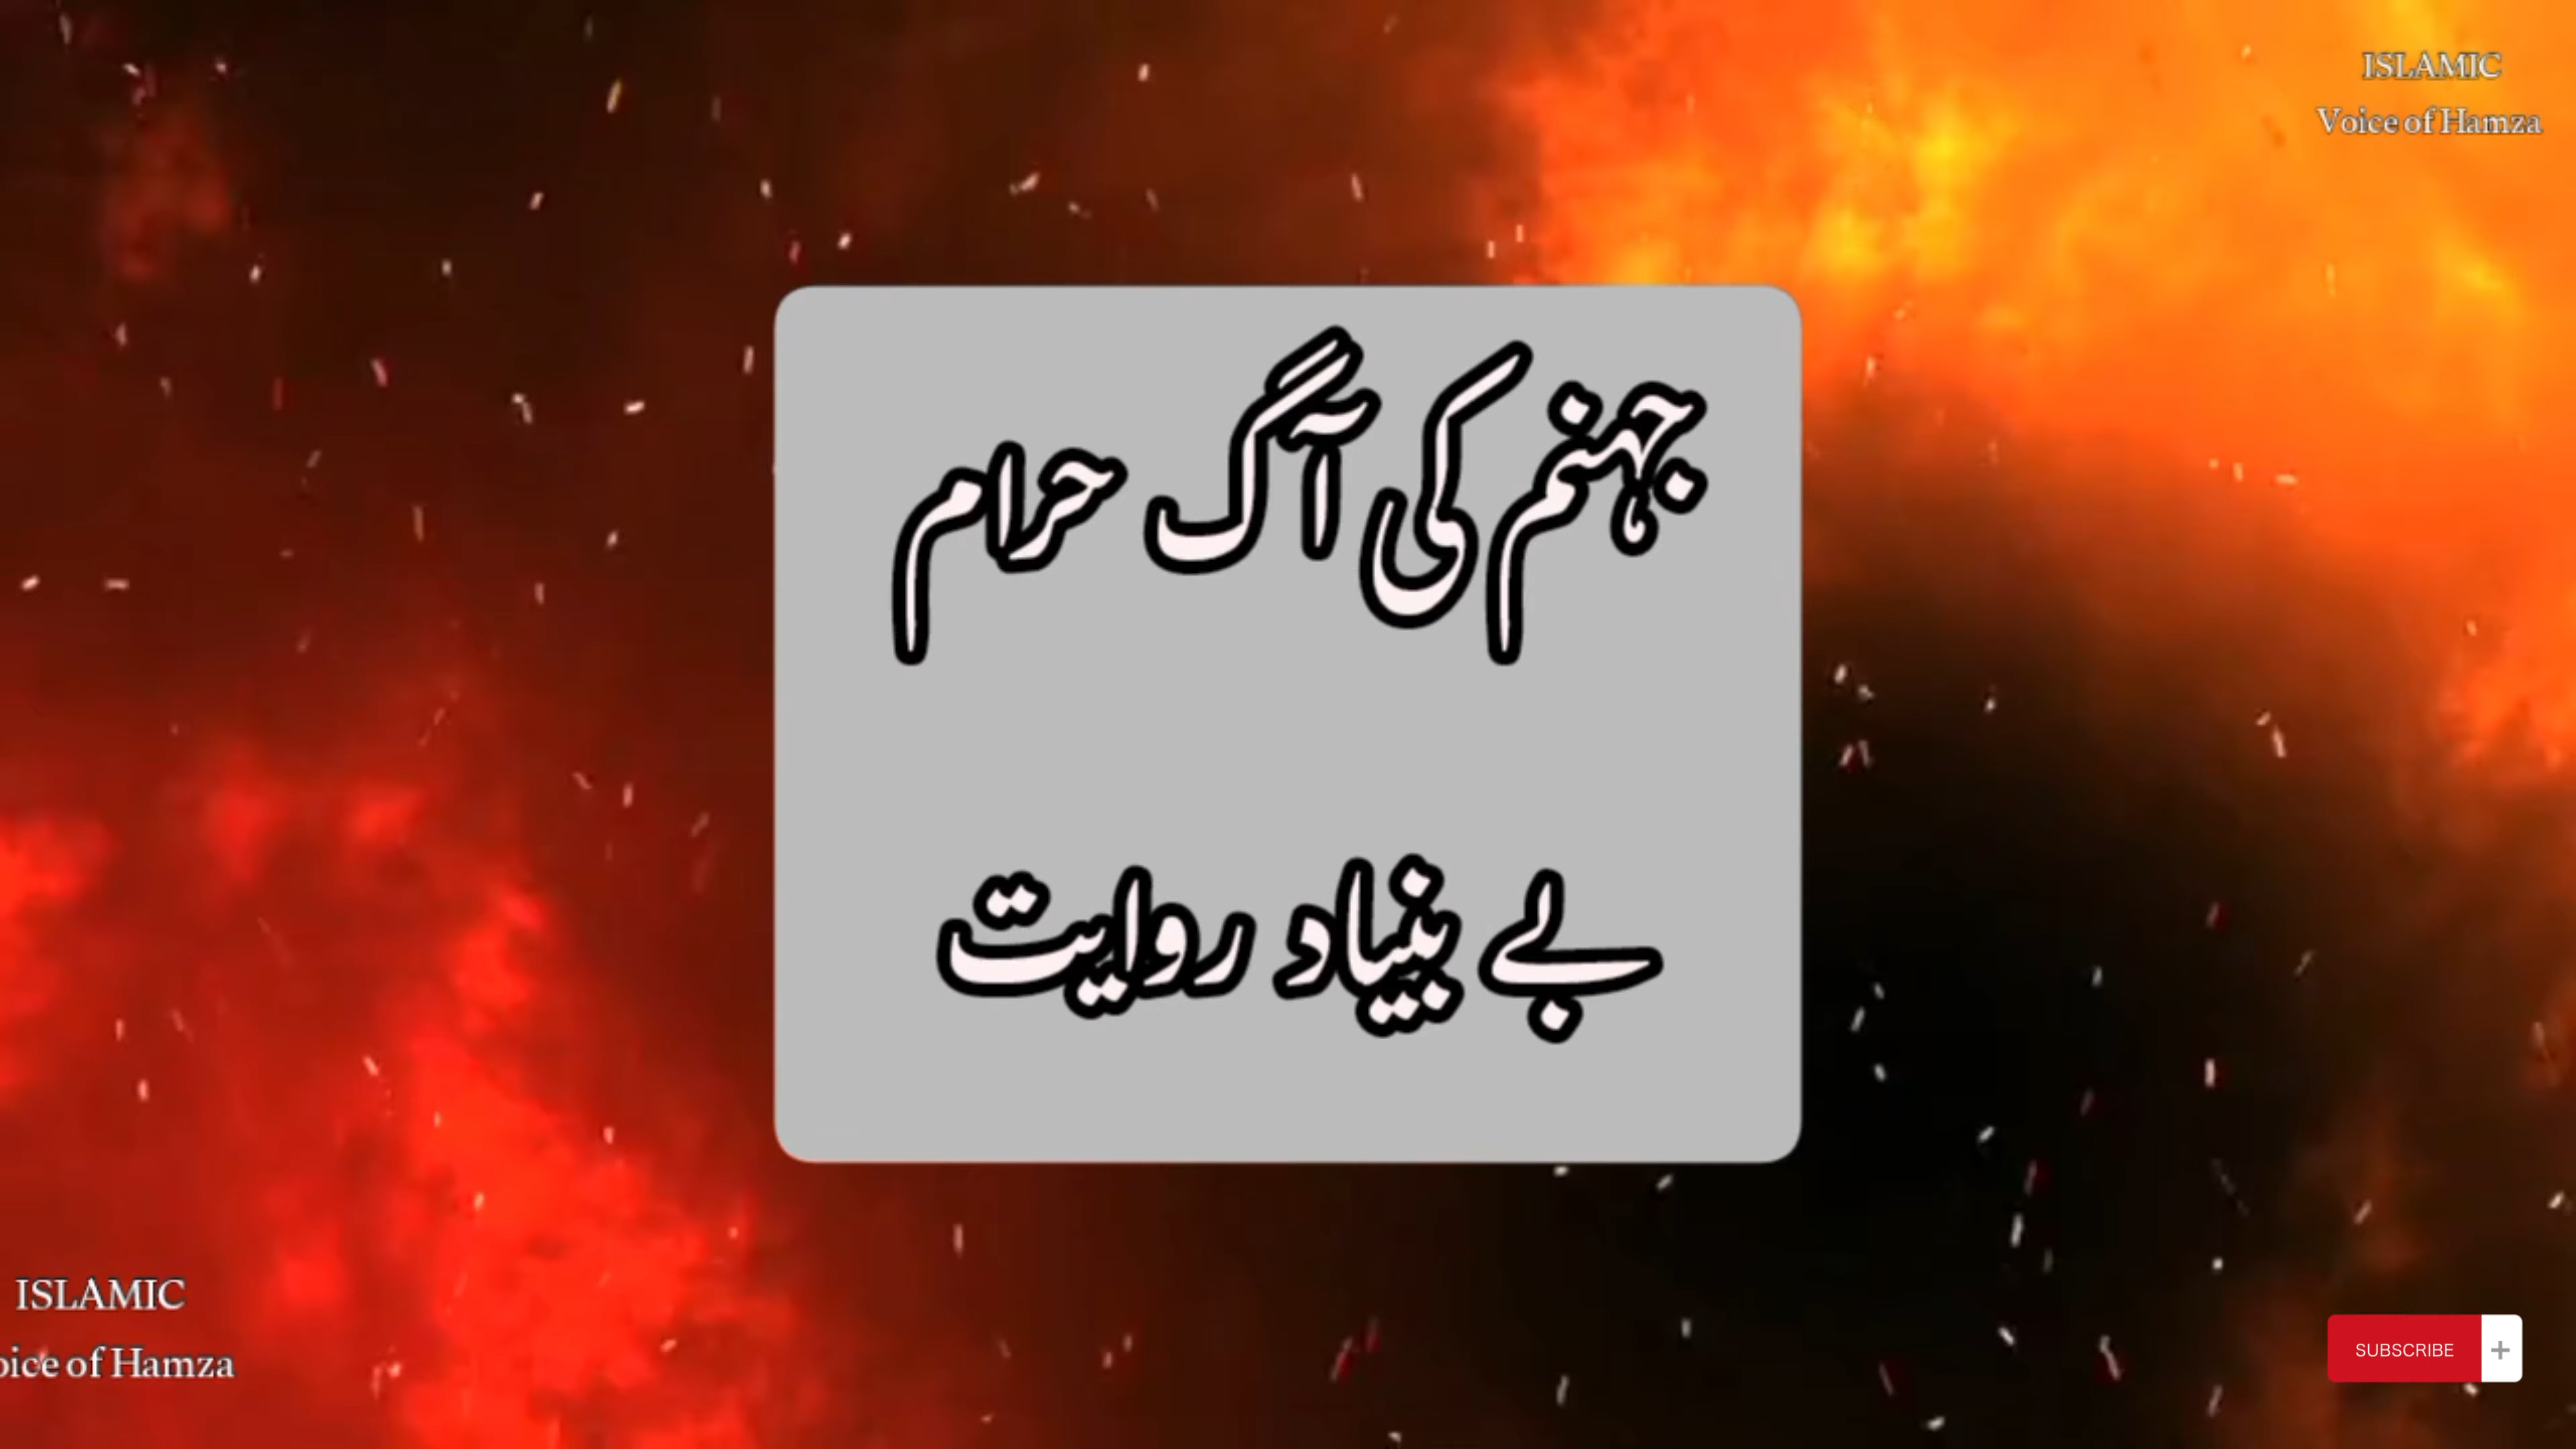 ISLAMIC
Voice of Hamza
جہنم کی آگ حرام
بے بنیاد روایت
ISLAMIC
oice of Hamza
SUBSCRIBE +